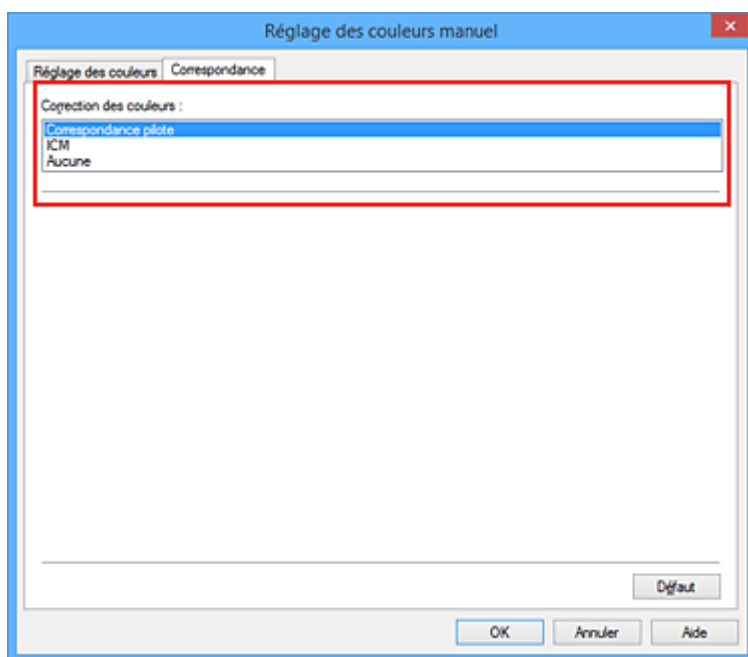 Réglage des couleurs manuel
Réglage des couleurs Correspondance
Correction des couleurs :
Correspondance pilote
ICM
Aucune
Défaut
OK Annuler Aide